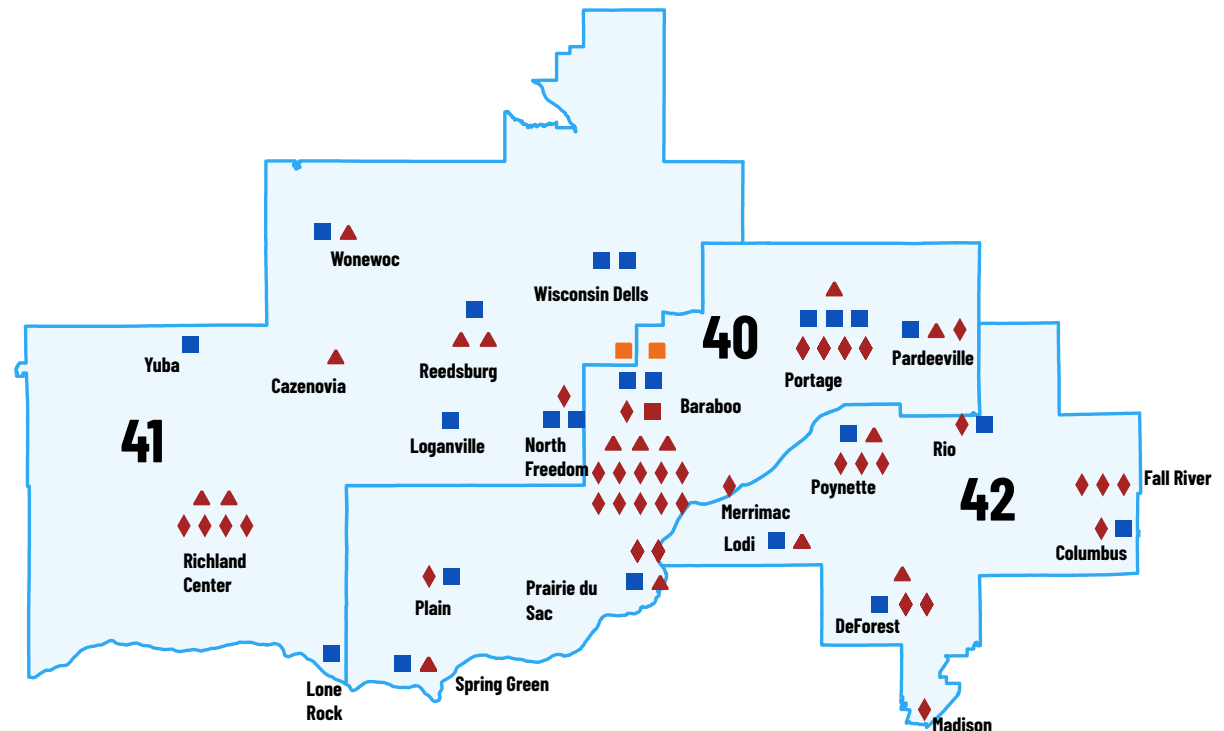 Wonewoc
Wisconsin Dells
40
Yuba
Cazenovia
Reedsburg
Portage
Pardeeville
Baraboo
41
Loganville
North
Freedom
Rio
Poynette
42
Fall River
Merrimac
Lodi
Columbus
Richland
Center
Plain
Prairie du
Sac
DeForest
Lone
Rock
Spring Green
Madison